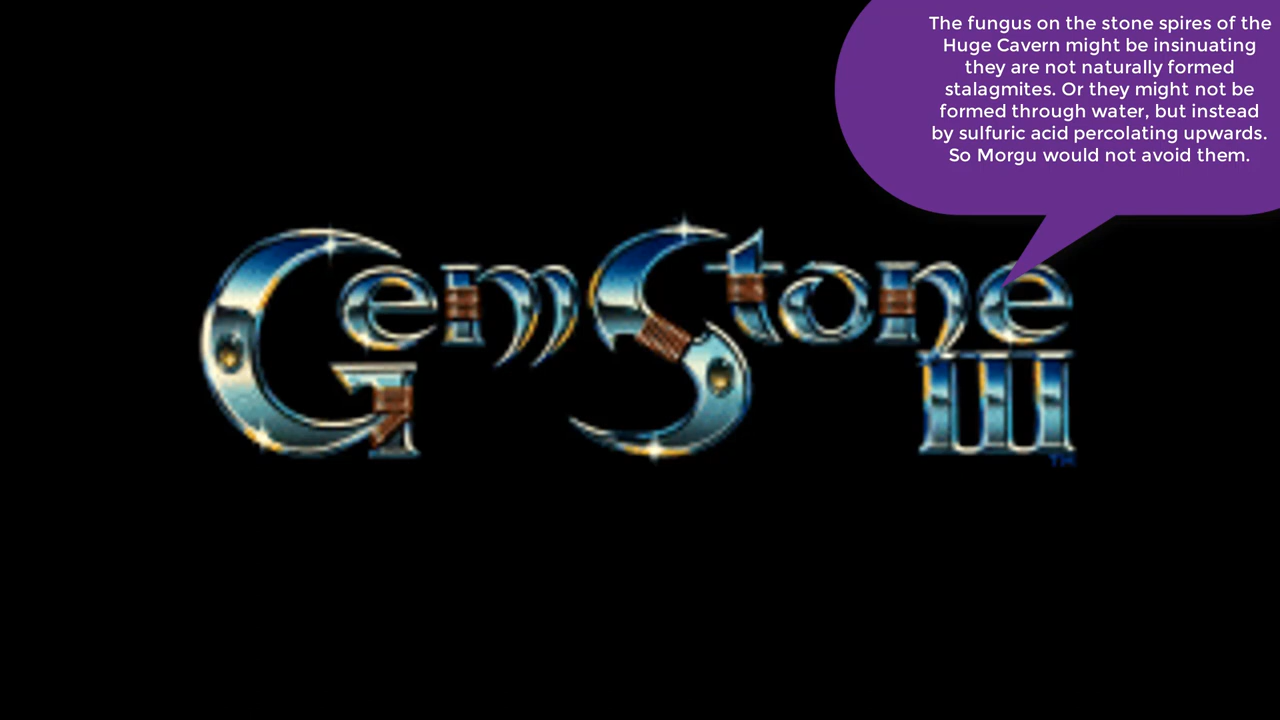 The fungus on the stone spires of the
Huge Cavern might be insinuating
they are not naturally formed
stalagmites. Or they might not be
formed through water, but instead
by sulfuric acid percolating upwards.
So Morgu would not avoid them.
GemStone
III
TM